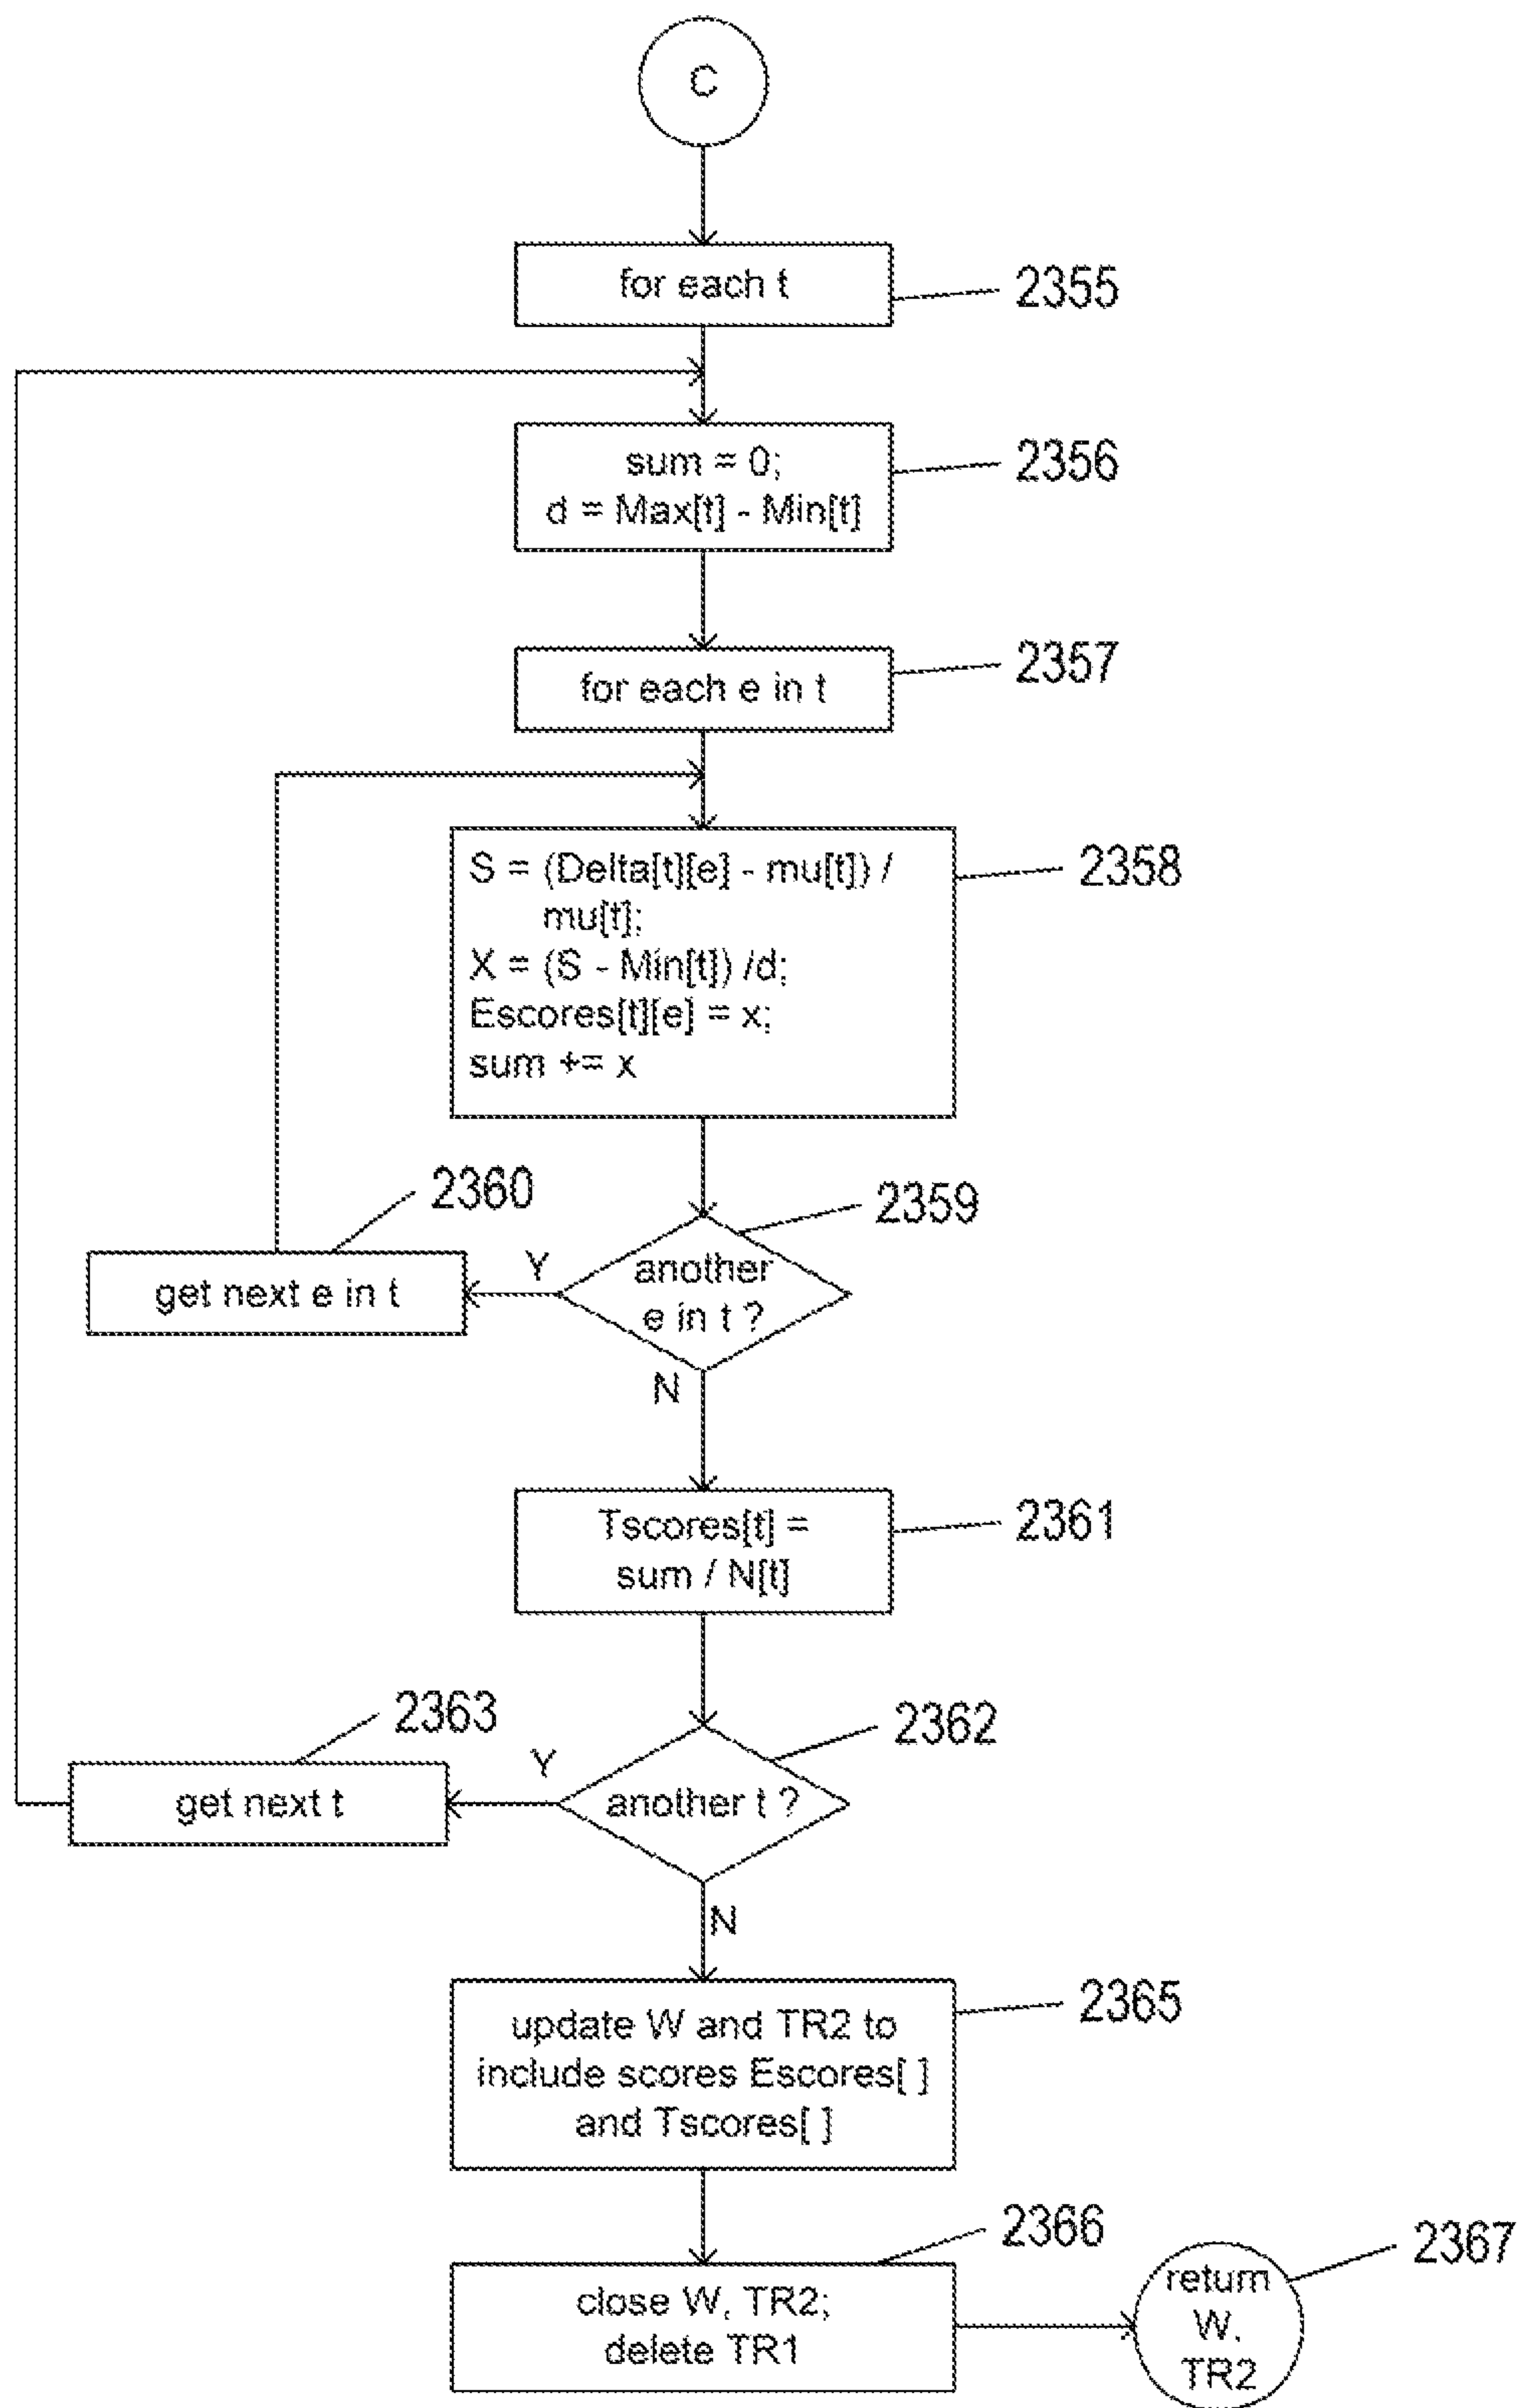 C
for each t
2355
sum = 0;
d = Max[t] - Min[t]
2356
for each e in t
2357
S = (Delta[t][e] - mu[t]) /
mu[t];
X = (S - Min[t]) /d;
Escores[t][e] = x;
sum += x
2358
2360
2359
get next e in t
Y
another
e in t ?
N
Tscores[t] =
sum / N[t]
2361
2363
2362
get next t
Y
another t ?
N
update W and TR2 to
include scores Escores[ ]
and Tscores[ ]
2365
2366
2367
close W, TR2;
delete TR1
return
W,
TR2